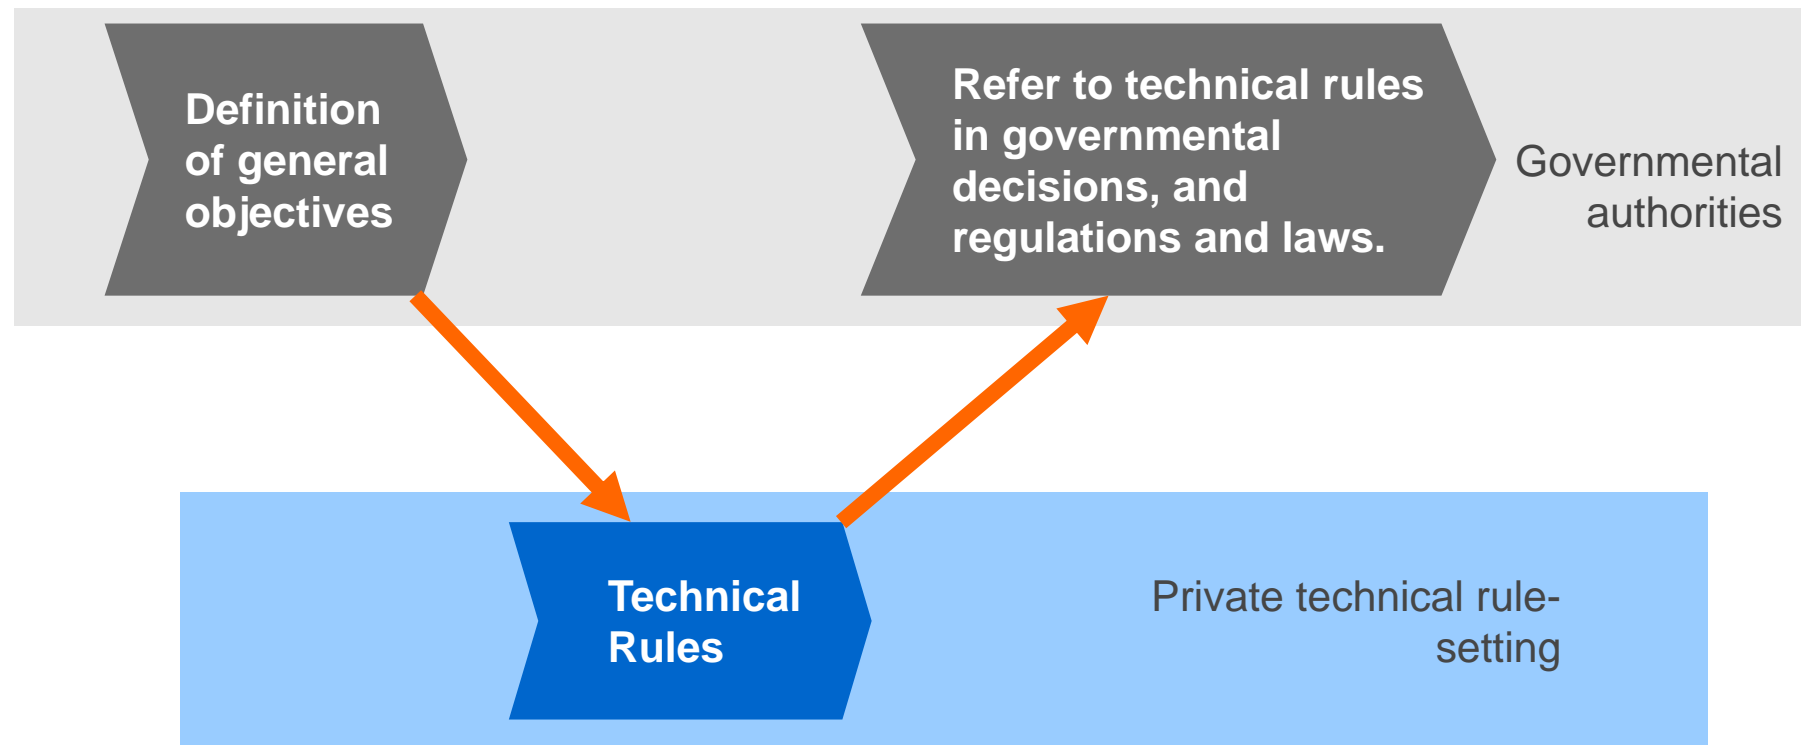 Definition
of general
objectives
Refer to technical rules
in governmental
decisions, and
regulations and laws.
Governmental
authorities
Technical
Rules
Private technical rule-
setting